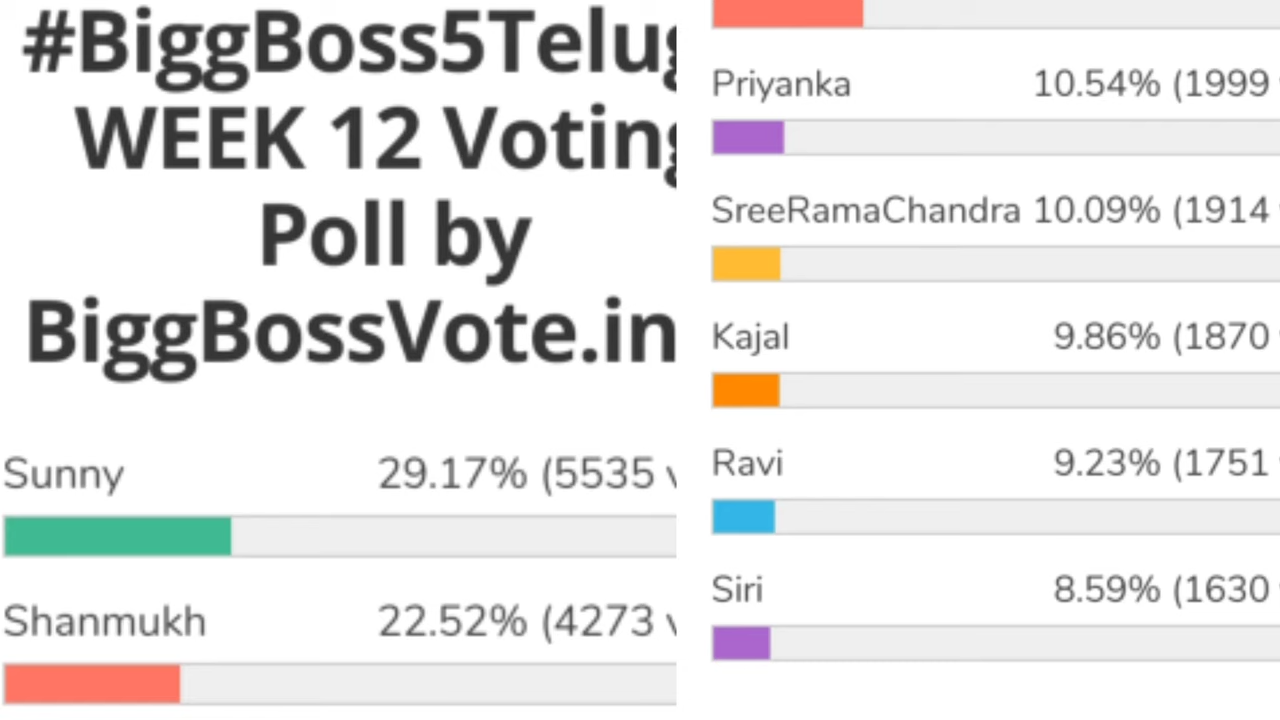 #BiggBoss5Telug
WEEK 12 Voting
Poll by
BiggBossVote.in
Sunny 29.17% (5535 v
Shanmukh 22.52% (4273 v
Priyanka 10.54% (1999
SreeRamaChandra 10.09% (1914
Kajal 9.86% (1870
Ravi 9.23% (1751
Siri 8.59% (1630